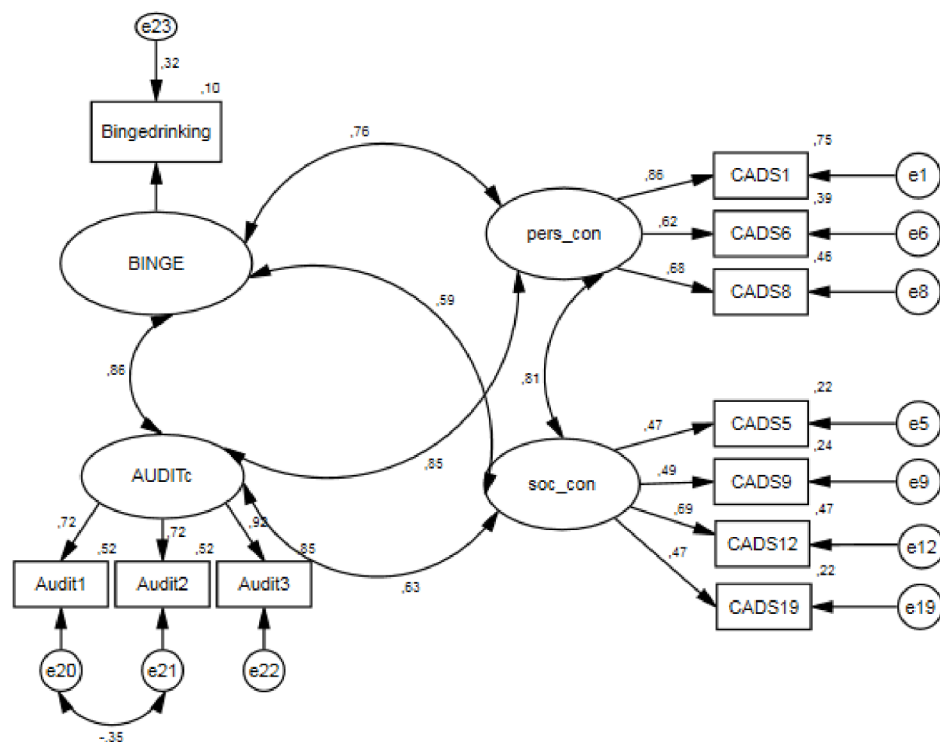 e23
,32
,10
Bingedrinking
,76
,75
,86
CADS1
e1
,39
BINGE
pers_con
,62
CADS6
e6
,46
,68
CADS8
e8
,59
,86
,81
,22
,47
CADS5
e5
,24
AUDITc
,85
soc_con
,49
CADS9
e9
,47
,72
,72
,92
,69
CADS12
e12
,52
,52
,85
,22
Audit1
Audit2
Audit3
,63
,47
CADS19
e19
e20
e21
e22
-,35